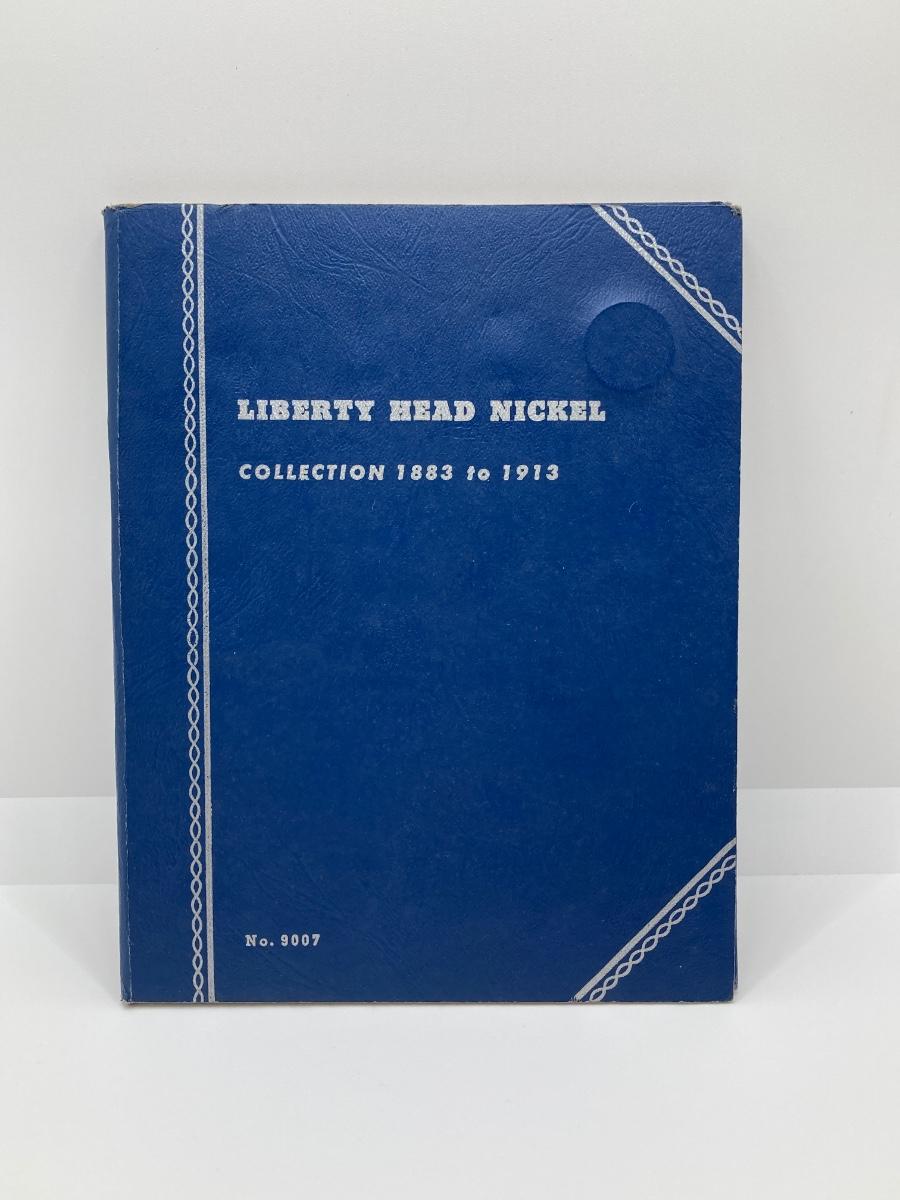 LIBERTY HEAD NICKEL
COLLECTION 1883 to 1913
No. 9007